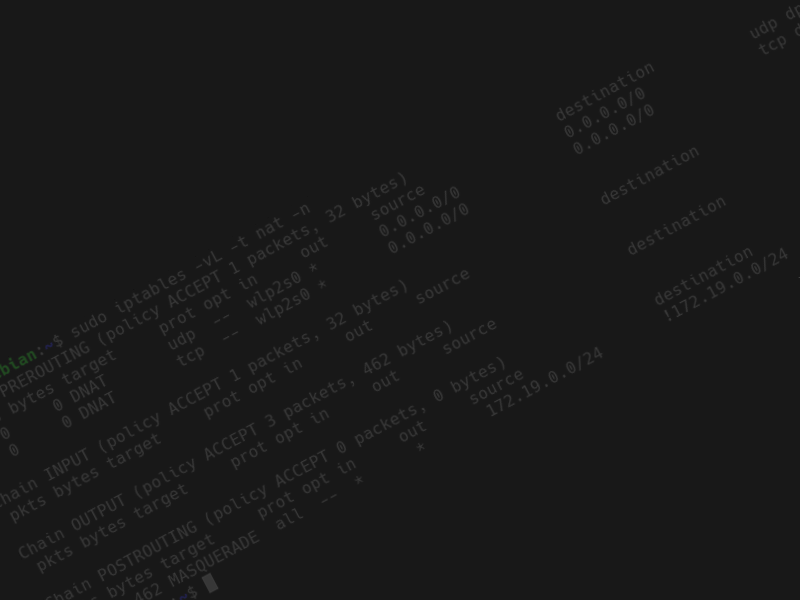 bian:~$ sudo iptables -vL -t nat -n
PREROUTING (policy ACCEPT 1 packets, 32 bytes)
bytes target prot opt in out source destination
0 0 DNAT udp -- wlp2s0 * 0.0.0.0/0 0.0.0.0/0 udp
0 0 DNAT tcp -- wlp2s0 * 0.0.0.0/0 0.0.0.0/0 tcp
hain INPUT (policy ACCEPT 1 packets, 32 bytes)
pkts bytes target prot opt in out source destination
Chain OUTPUT (policy ACCEPT 3 packets, 462 bytes)
pkts bytes target prot opt in out source destination
hain POSTROUTING (policy ACCEPT 0 packets, 0 bytes)
bytes target prot opt in out source destination
462 MASQUERADE all -- * * 172.19.0.0/24 !172.19.0.0/24
~$